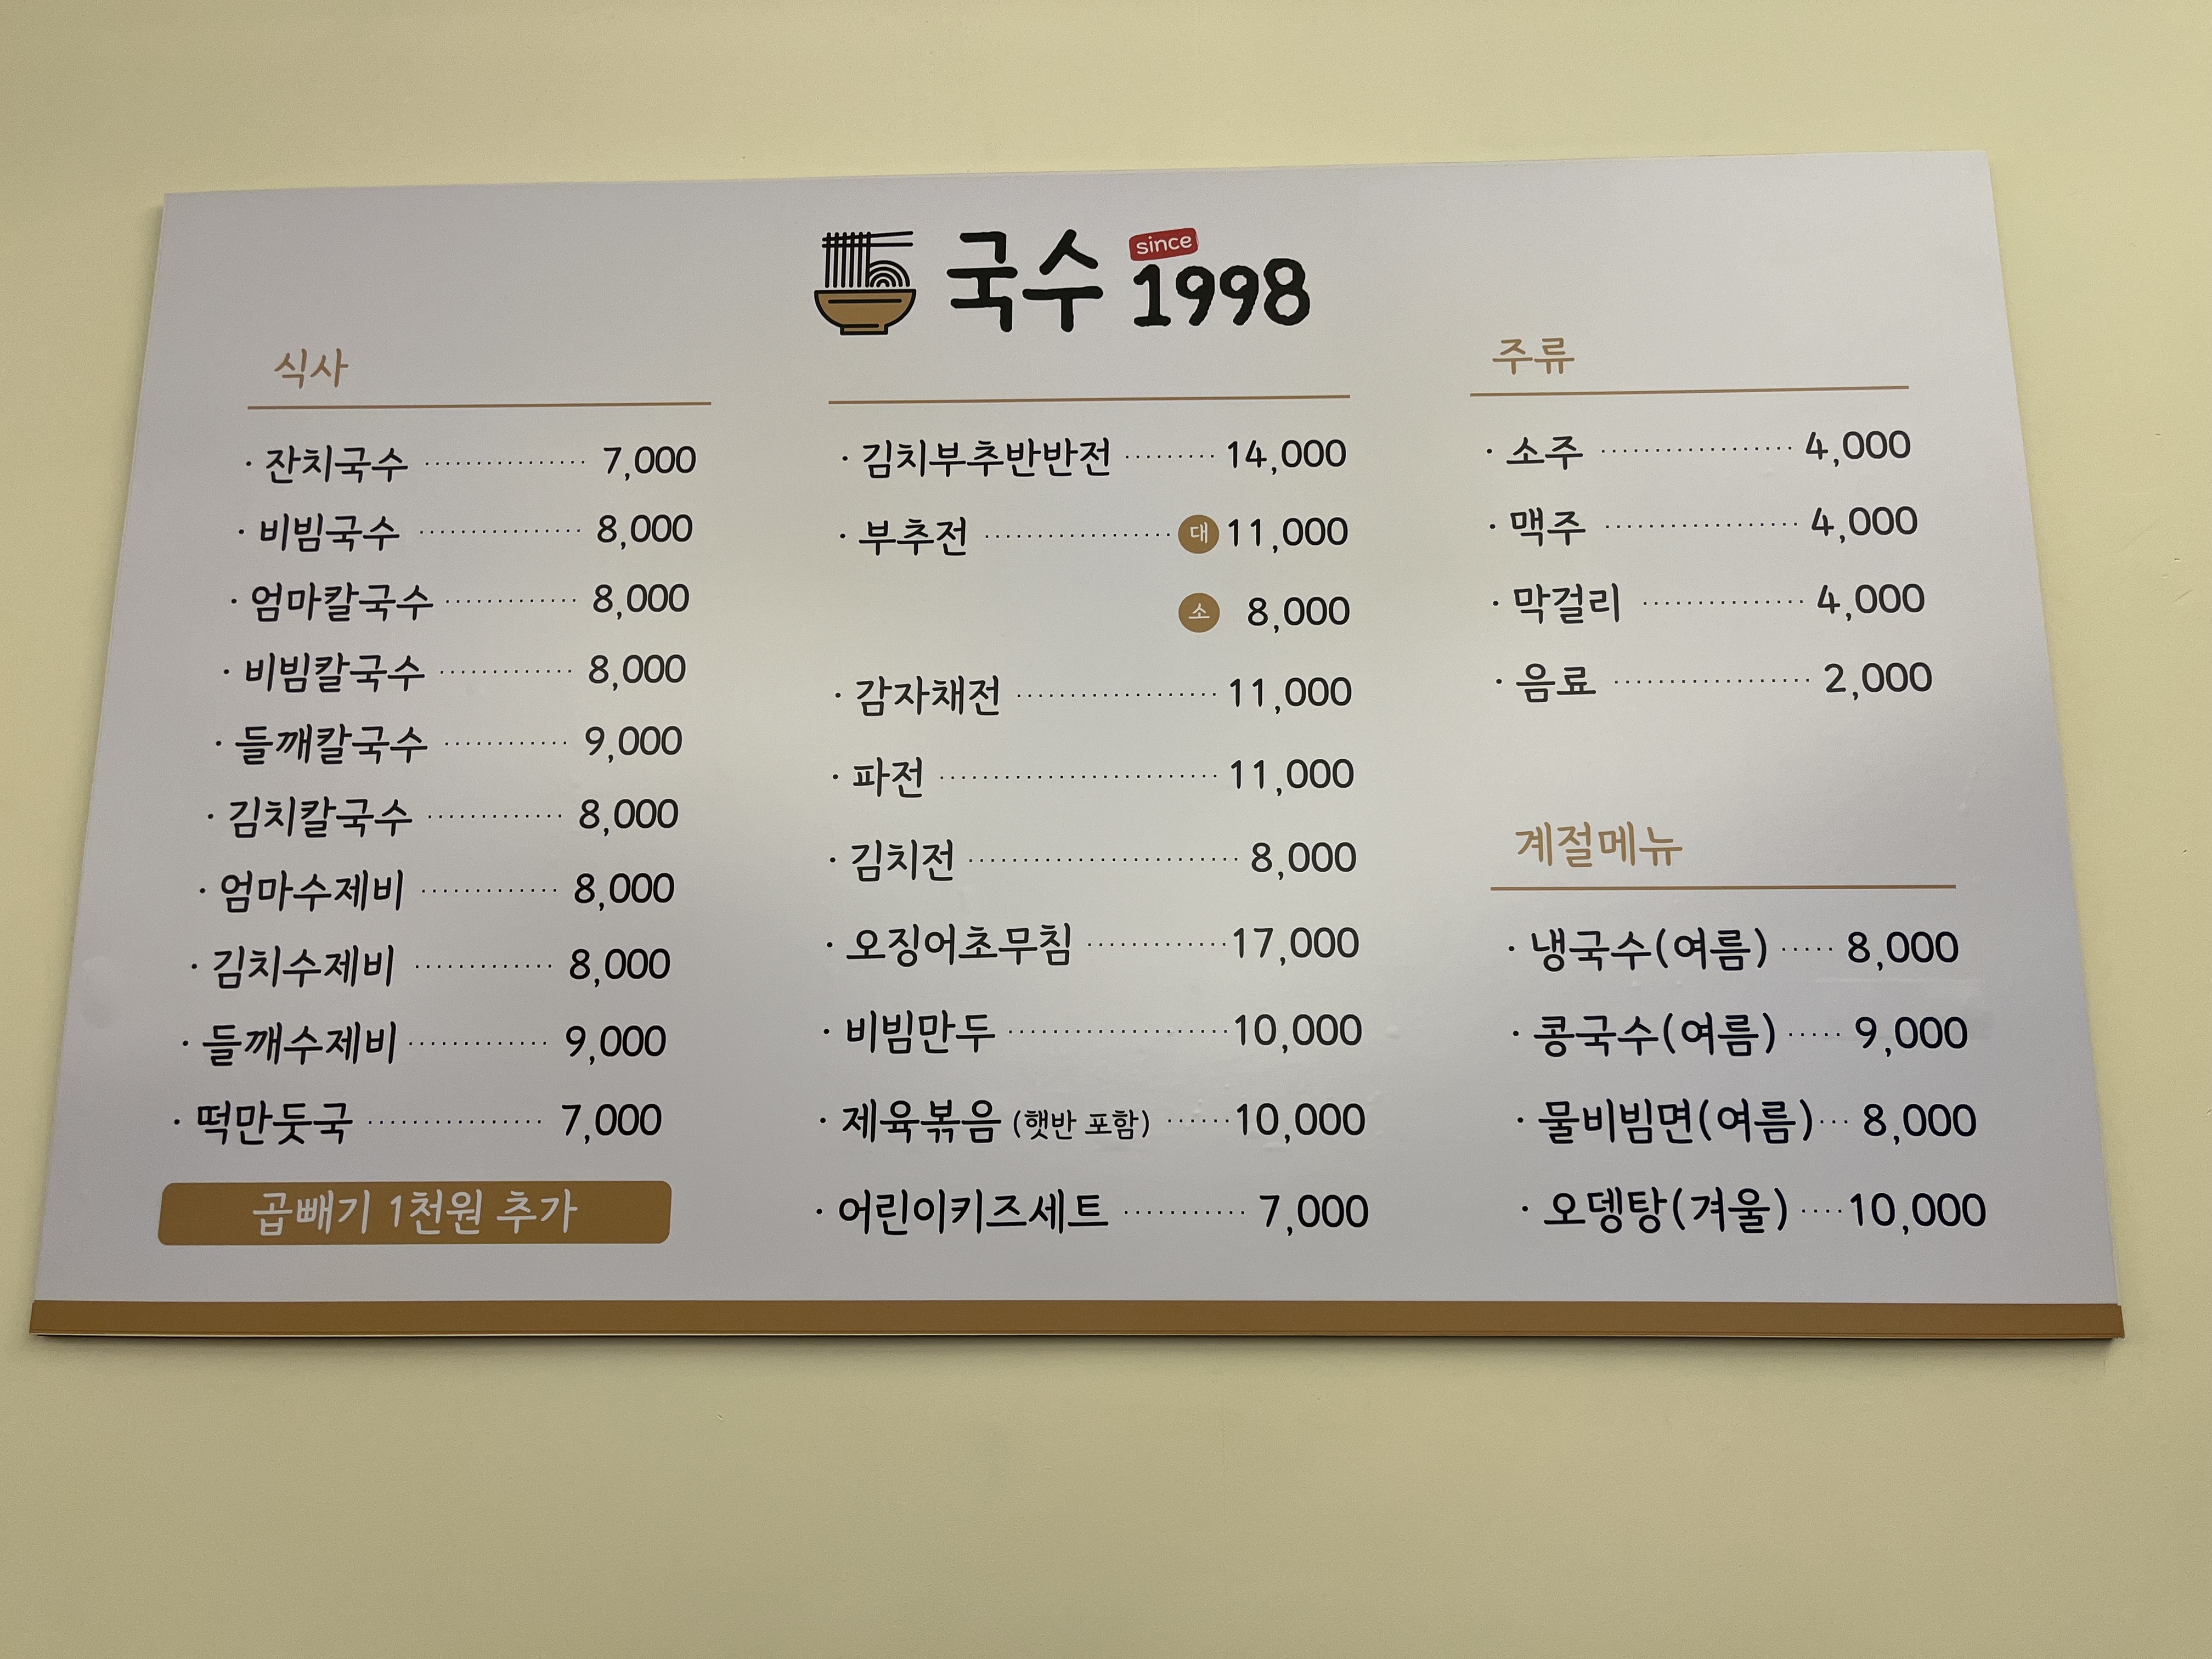 국수 since 1998
식사
· 잔치국수 ················ 7,000
· 비빔국수 ················ 8,000
· 엄마칼국수 ············· 8,000
· 비빔칼국수 ············· 8,000
· 들깨칼국수 ············ 9,000
· 김치칼국수 ············· 8,000
· 엄마수제비 ············· 8,000
· 김치수제비 ············· 8,000
· 들깨수제비 ············· 9,000
· 떡만둣국 ················ 7,000
곱빼기 1천원 추가
· 김치부추반반전 ········· 14,000
· 부추전 ·················· 대 11,000
소 8,000
· 감자채전 ··················· 11,000
· 파전 ·························· 11,000
· 김치전 ························· 8,000
· 오징어초무침 ············· 17,000
· 비빔만두 ····················· 10,000
· 제육볶음 (햇반 포함) ······ 10,000
· 어린이키즈세트 ··········· 7,000
주류
· 소주 ·················· 4,000
· 맥주 ·················· 4,000
· 막걸리 ··············· 4,000
· 음료 ·················· 2,000
계절메뉴
· 냉국수(여름) ····· 8,000
· 콩국수(여름) ····· 9,000
· 물비빔면(여름)··· 8,000
· 오뎅탕(겨울) ···· 10,000